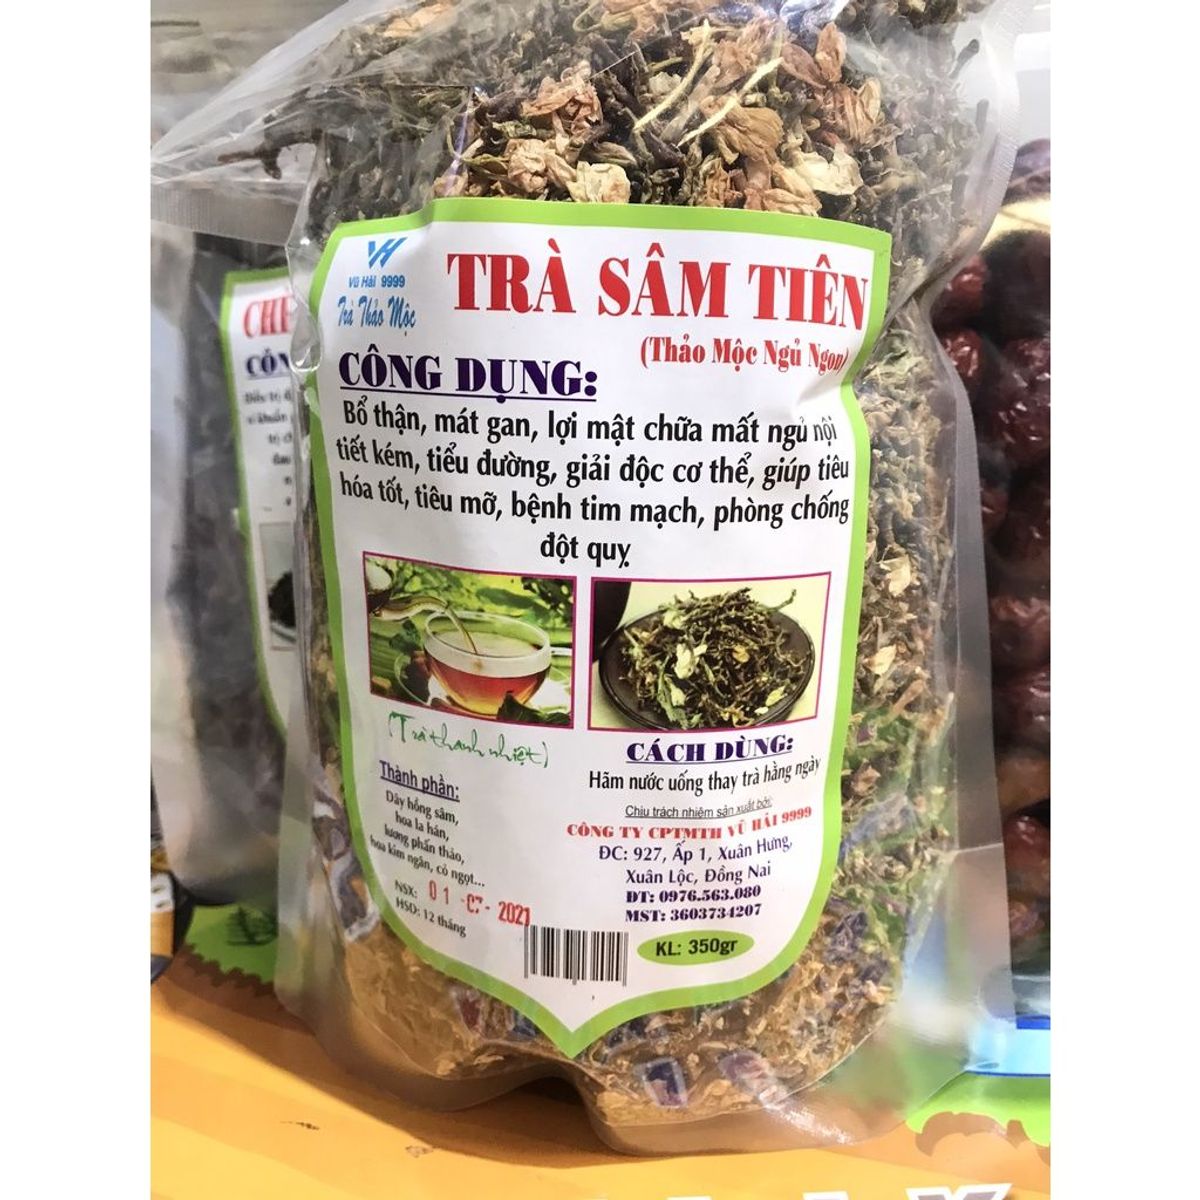 VH
Vũ Hải 9999
Trà Thảo Mộc
TRÀ SÂM TIÊN
(Thảo Mộc Ngủ Ngon)
CÔNG DỤNG:
Bổ thận, mát gan, lợi mật chữa mất ngủ nội
tiết kém, tiểu đường, giải độc cơ thể, giúp tiêu
hóa tốt, tiêu mỡ, bệnh tim mạch, phòng chống
đột quỵ
(Trà thanh nhiệt)
Thành phần:
Dây hồng sâm,
hoa la hán,
lương phấn thảo,
hoa kim ngân, cỏ ngọt...
NSX: 01-07-2021
HSD: 12 tháng
CÁCH DÙNG:
Hãm nước uống thay trà hằng ngày
Chịu trách nhiệm sản xuất bởi:
CÔNG TY CPTMTH VŨ HẢI 9999
ĐC: 927, Ấp 1, Xuân Hưng,
Xuân Lộc, Đồng Nai
ĐT: 0976.563.080
MST: 3603734207
KL: 350gr